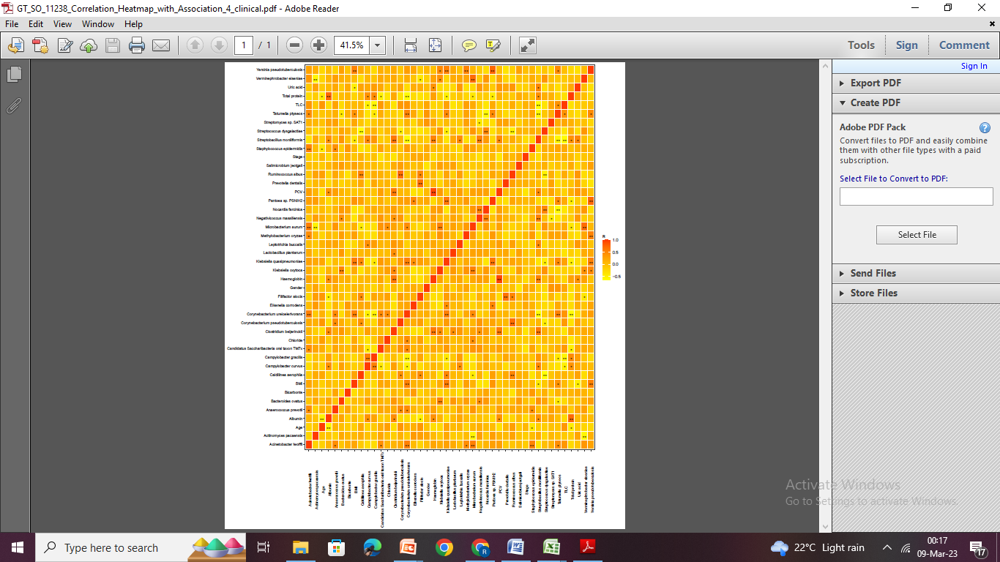 GT_SO_11238_Correlation_Heatmap_with_Association_4_clinical.pdf - Adobe Reader
File Edit View Window Help
1 / 1 41.5% Tools Sign Comment
Sign In
Export PDF
Create PDF
Adobe PDF Pack
Convert files to PDF and easily combine
them with other file types with a paid
subscription.
Select File to Convert to PDF:
Select File
Send Files
Store Files
Yersinia pseudotuberculosis
Verminephrobacter eiseniae
Uric acid
Total protein
TLC
Tatumella ptyseos
Streptomyces sp. SAT1
Streptococcus dysgalactiae
Streptobacillus moniliformis
Staphylococcus epidermidis
Stage
Salimicrobium jeotgali
Ruminococcus albus
Prevotella dentalis
PCV
Pantoea sp. PSNIH2
Nocardia farcinica
Negativicoccus massiliensis
Microbacterium aurum
Methylobacterium oryzae
Leptotrichia buccalis
Lactobacillus plantarum
Klebsiella quasipneumoniae
Klebsiella oxytoca
Haemoglobin
Gender
Filifactor alocis
Eikenella corrodens
Corynebacterium ureicelerivorans
Corynebacterium pseudotuberculosis
Clostridium beijerinckii
Chloride
Candidatus Saccharibacteria oral taxon TM7x
Campylobacter gracilis
Campylobacter curvus
Caldilinea aerophila
BMI
Bicarbonte
Bacteroides ovatus
Anaerococcus prevotii
Albumin
Age
Actinomyces pacaensis
Acinetobacter lwoffii
R
1.0
0.5
0.0
−0.5
Acinetobacter lwoffii
Actinomyces pacaensis
Age
Albumin
Anaerococcus prevotii
Bacteroides ovatus
Bicarbonte
BMI
Caldilinea aerophila
Campylobacter curvus
Campylobacter gracilis
Candidatus Saccharibacteria oral taxon TM7x
Chloride
Clostridium beijerinckii
Corynebacterium pseudotuberculosis
Corynebacterium ureicelerivorans
Eikenella corrodens
Filifactor alocis
Gender
Haemoglobin
Klebsiella oxytoca
Klebsiella quasipneumoniae
Lactobacillus plantarum
Leptotrichia buccalis
Methylobacterium oryzae
Microbacterium aurum
Negativicoccus massiliensis
Nocardia farcinica
Pantoea sp. PSNIH2
PCV
Prevotella dentalis
Ruminococcus albus
Salimicrobium jeotgali
Stage
Staphylococcus epidermidis
Streptobacillus moniliformis
Streptococcus dysgalactiae
Streptomyces sp. SAT1
Tatumella ptyseos
TLC
Total protein
Uric acid
Verminephrobacter eiseniae
Yersinia pseudotuberculosis
Activate Windows
Go to Settings to activate Windows.
Type here to search
22°C Light rain
00:17
09-Mar-23
17